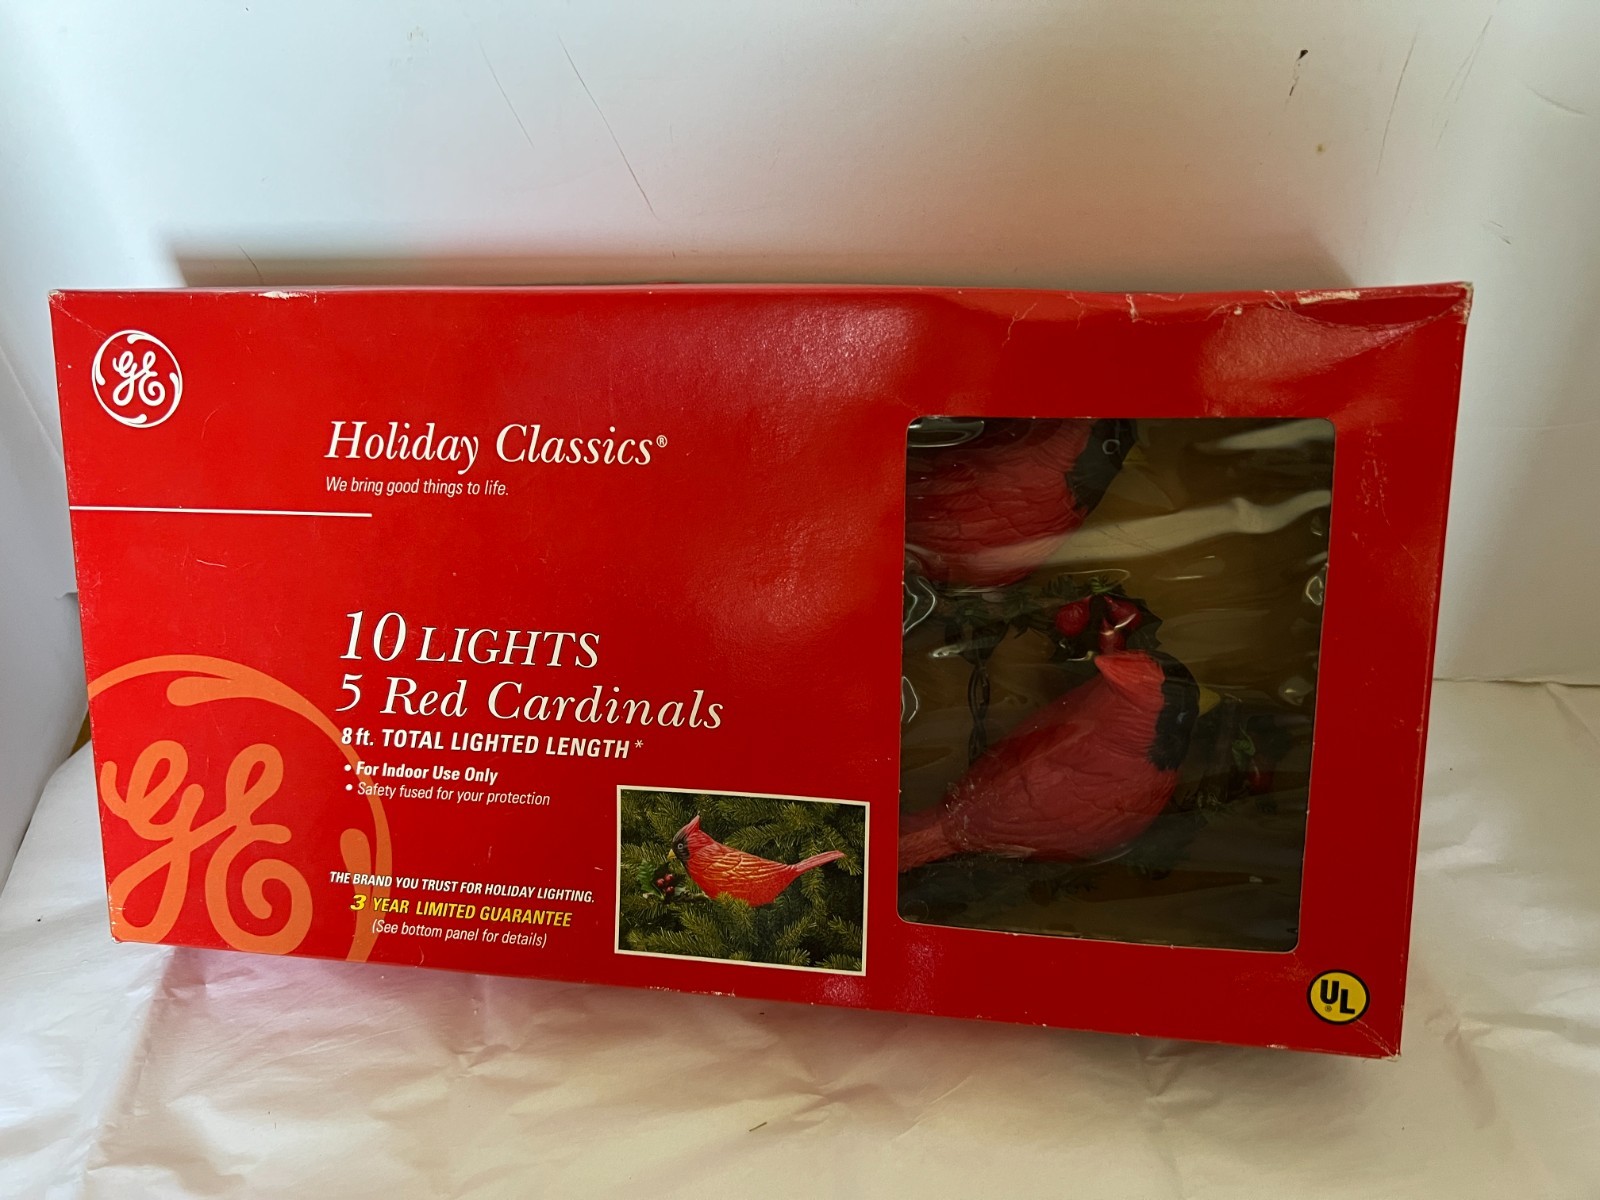 GE
Holiday Classics®
We bring good things to life.
10 LIGHTS
5 Red Cardinals
8 ft. TOTAL LIGHTED LENGTH*
• For Indoor Use Only
• Safety fused for your protection
GE
THE BRAND YOU TRUST FOR HOLIDAY LIGHTING.
3 YEAR LIMITED GUARANTEE
(See bottom panel for details)
UL®